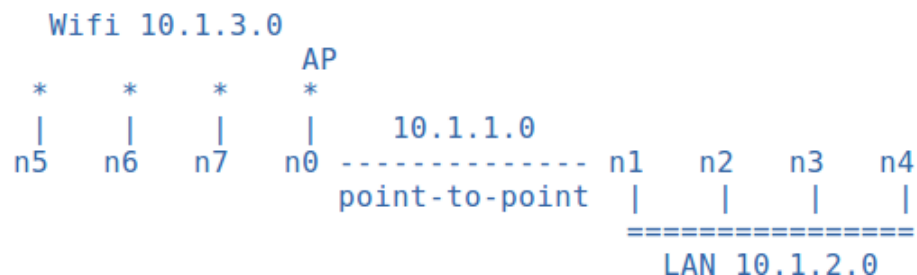 Wifi 10.1.3.0
AP
* * * *
| | | | 10.1.1.0
n5 n6 n7 n0 -------------- n1 n2 n3 n4
point-to-point | | | |
================
LAN 10.1.2.0